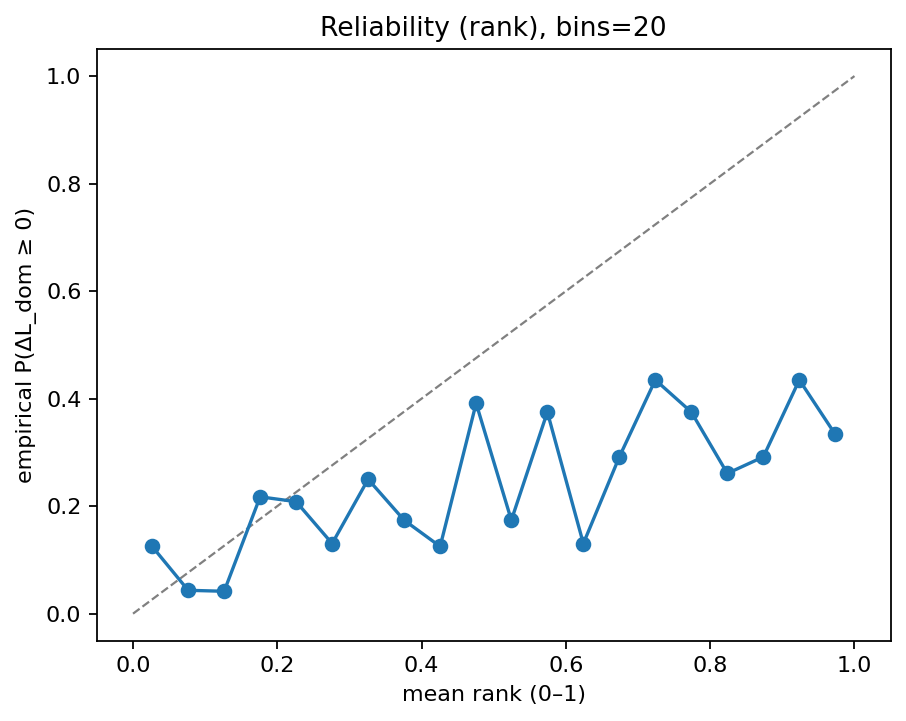 Reliability (rank), bins=20
1.0
0.8
0.6
0.4
0.2
0.0
empirical P(ΔL_dom ≥ 0)
0.0 0.2 0.4 0.6 0.8 1.0
mean rank (0–1)